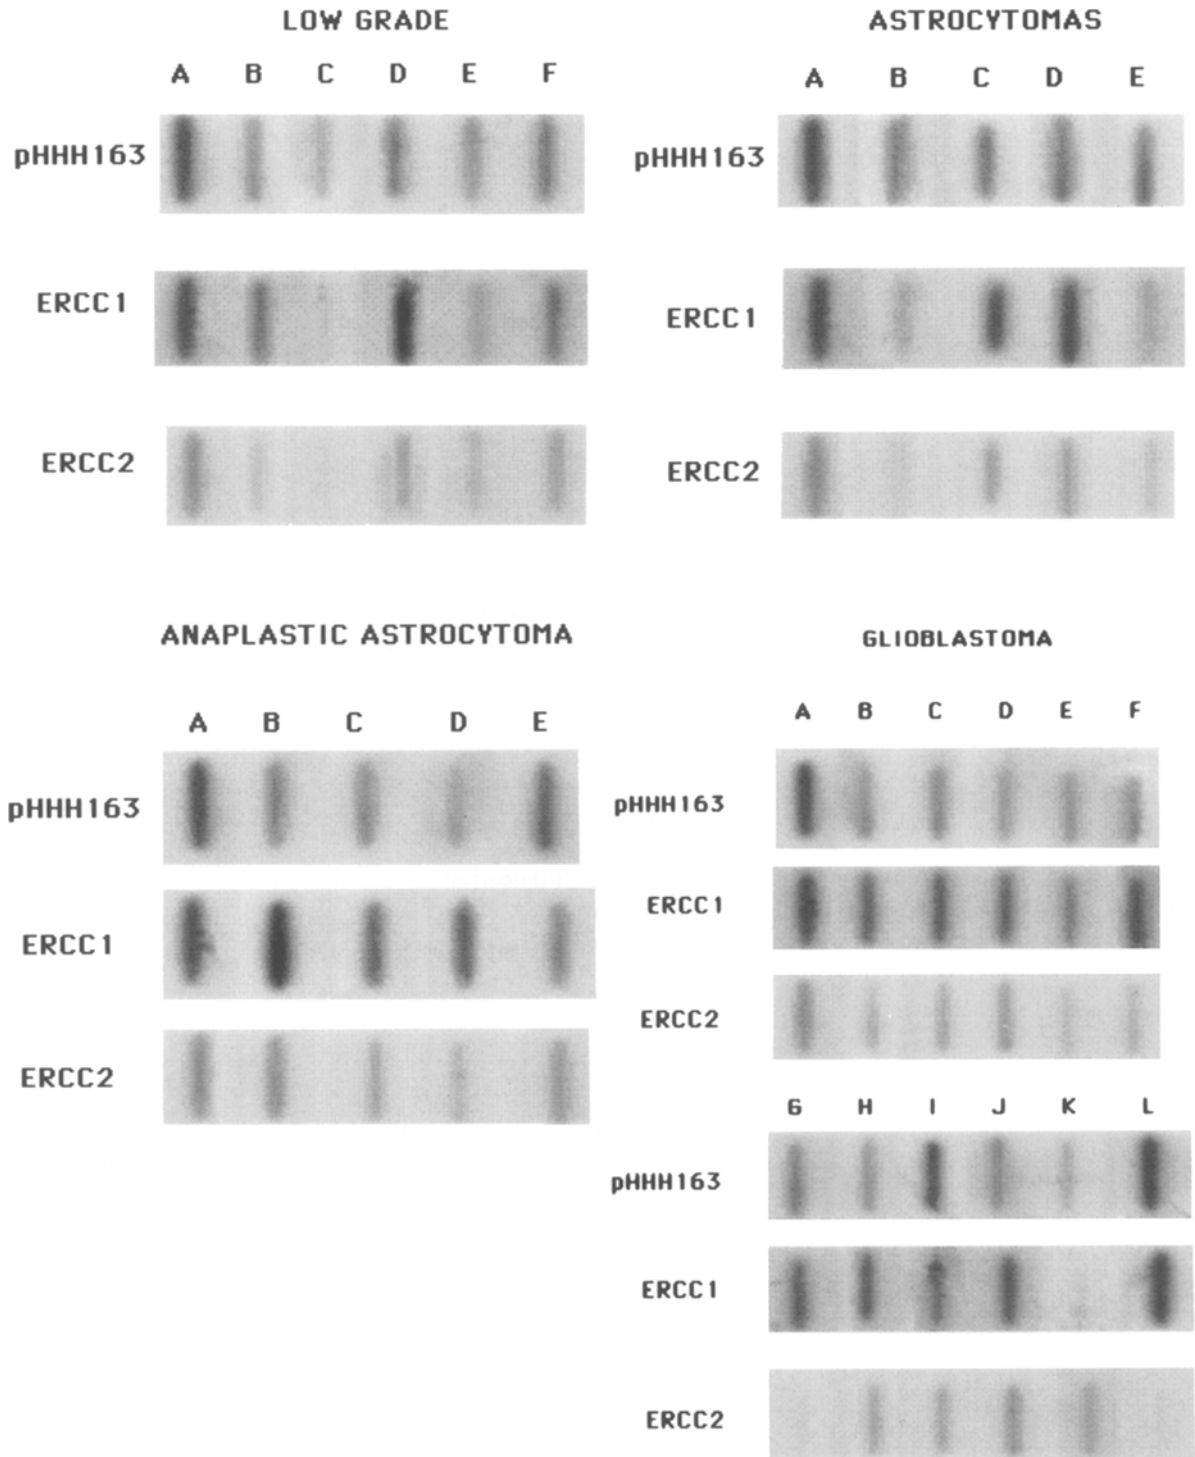 LOW GRADE
A B C D E F
pHHH163
ERCC1
ERCC2
ASTROCYTOMAS
A B C D E
pHHH163
ERCC1
ERCC2
ANAPLASTIC ASTROCYTOMA
A B C D E
pHHH163
ERCC1
ERCC2
GLIOBLASTOMA
A B C D E F
pHHH163
ERCC1
ERCC2
G H I J K L
pHHH163
ERCC1
ERCC2